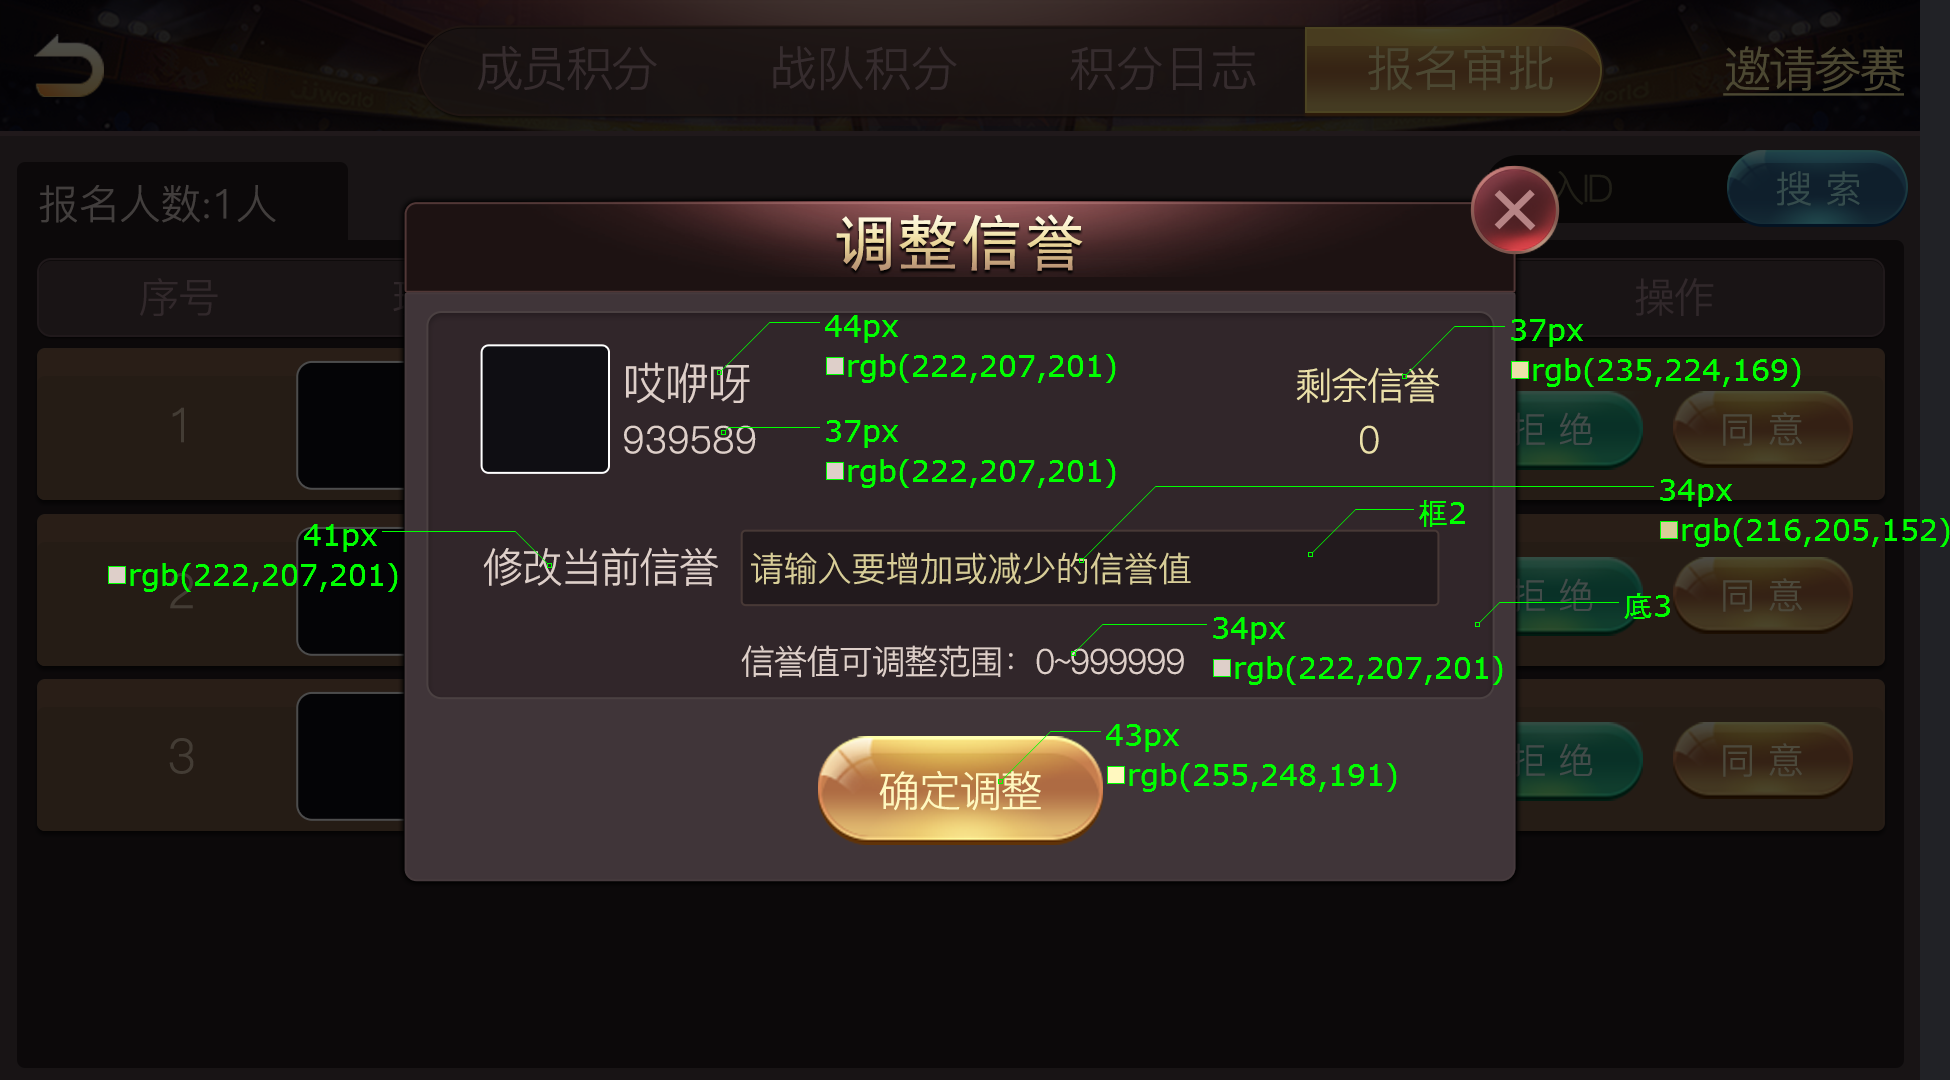 成员积分 战队积分 积分日志 报名审批 邀请参赛
报名人数:1人
入ID 搜 索
调整信誉
序号 操作
44px
rgb(222,207,201)
37px
rgb(235,224,169)
哎咿呀
剩余信誉
939589
0
37px
rgb(222,207,201)
1 拒 绝 同 意
34px
rgb(216,205,152)
框2
41px
rgb(222,207,201)
修改当前信誉 请输入要增加或减少的信誉值
2 拒 绝 同 意
底3
34px
rgb(222,207,201)
信誉值可调整范围：0~999999
43px
rgb(255,248,191)
3 拒 绝 同 意
确定调整